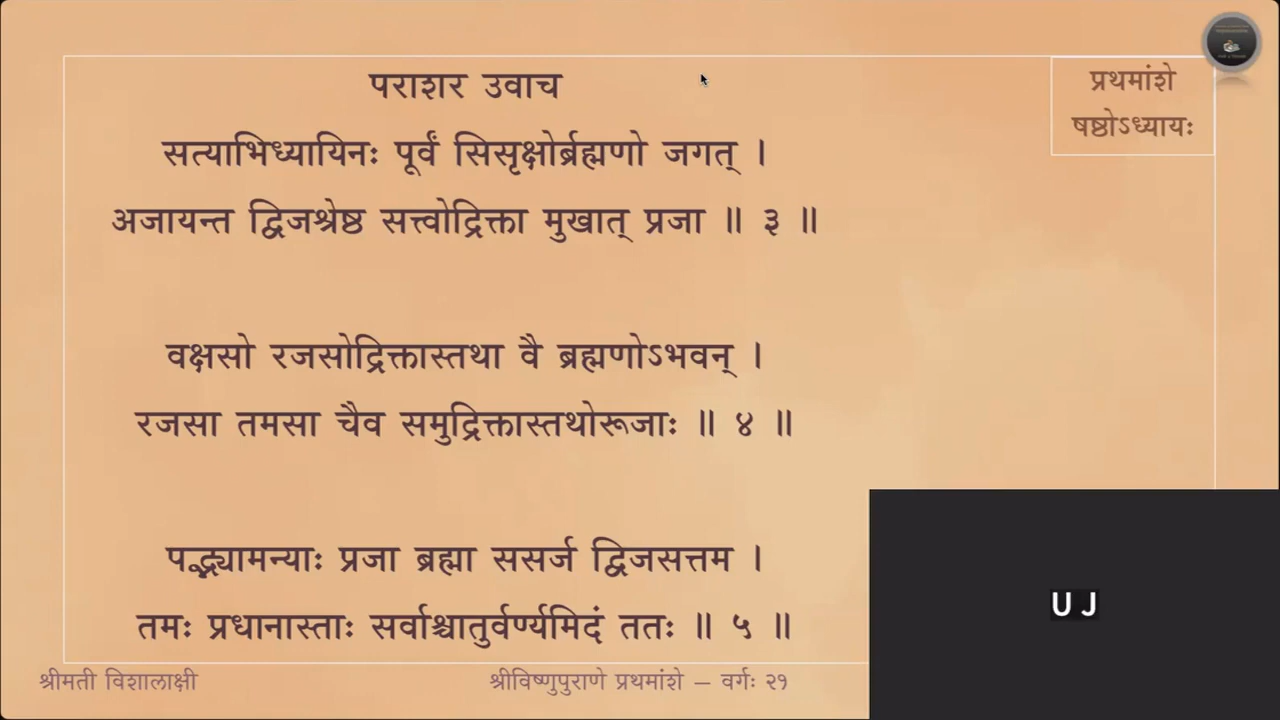 पराशर उवाच
प्रथमांशे
षष्ठोऽध्यायः
सत्याभिध्यायिनः पूर्वं सिसृक्षोर्ब्रह्मणो जगत् ।
अजायन्त द्विजश्रेष्ठ सत्त्वोद्रिक्ता मुखात् प्रजा ॥ ३ ॥
वक्षसो रजसोद्रिक्तास्तथा वै ब्रह्मणोऽभवन् ।
रजसा तमसा चैव समुद्रिक्तास्तथोरूजाः ॥ ४ ॥
पद्भ्यामन्याः प्रजा ब्रह्मा ससर्ज द्विजसत्तम ।
तमः प्रधानास्ताः सर्वाश्चातुर्वर्ण्यमिदं ततः ॥ ५ ॥
U J
श्रीमती विशालाक्षी
श्रीविष्णुपुराणे प्रथमांशे – वर्गः २१